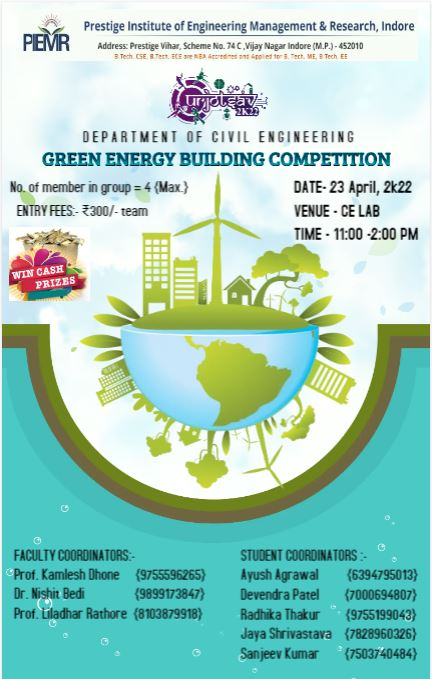 PIEMR
Prestige Institute of Engineering Management & Research, Indore
Address: Prestige Vihar, Scheme No. 74 C ,Vijay Nagar Indore (M.P.) - 452010
B.Tech. CSE, B.Tech. ECE are NBA Accredited and Applied for B. Tech. ME, B.Tech. EE
Urjotsav
2K22
DEPARTMENT OF CIVIL ENGINEERING
GREEN ENERGY BUILDING COMPETITION
No. of member in group = 4 {Max.}
ENTRY FEES:- ₹300/- team
DATE- 23 April, 2k22
VENUE - CE LAB
TIME - 11:00 -2:00 PM
WIN CASH
PRIZES
FACULTY COORDINATORS:-
Prof. Kamlesh Dhone {9755596265}
Dr. Nishit Bedi {9899173847}
Prof. Liladhar Rathore {8103879918}
STUDENT COORDINATORS :-
Ayush Agrawal {6394795013}
Devendra Patel {7000694807}
Radhika Thakur {9755199043}
Jaya Shrivastava {7828960326}
Sanjeev Kumar {7503740484}